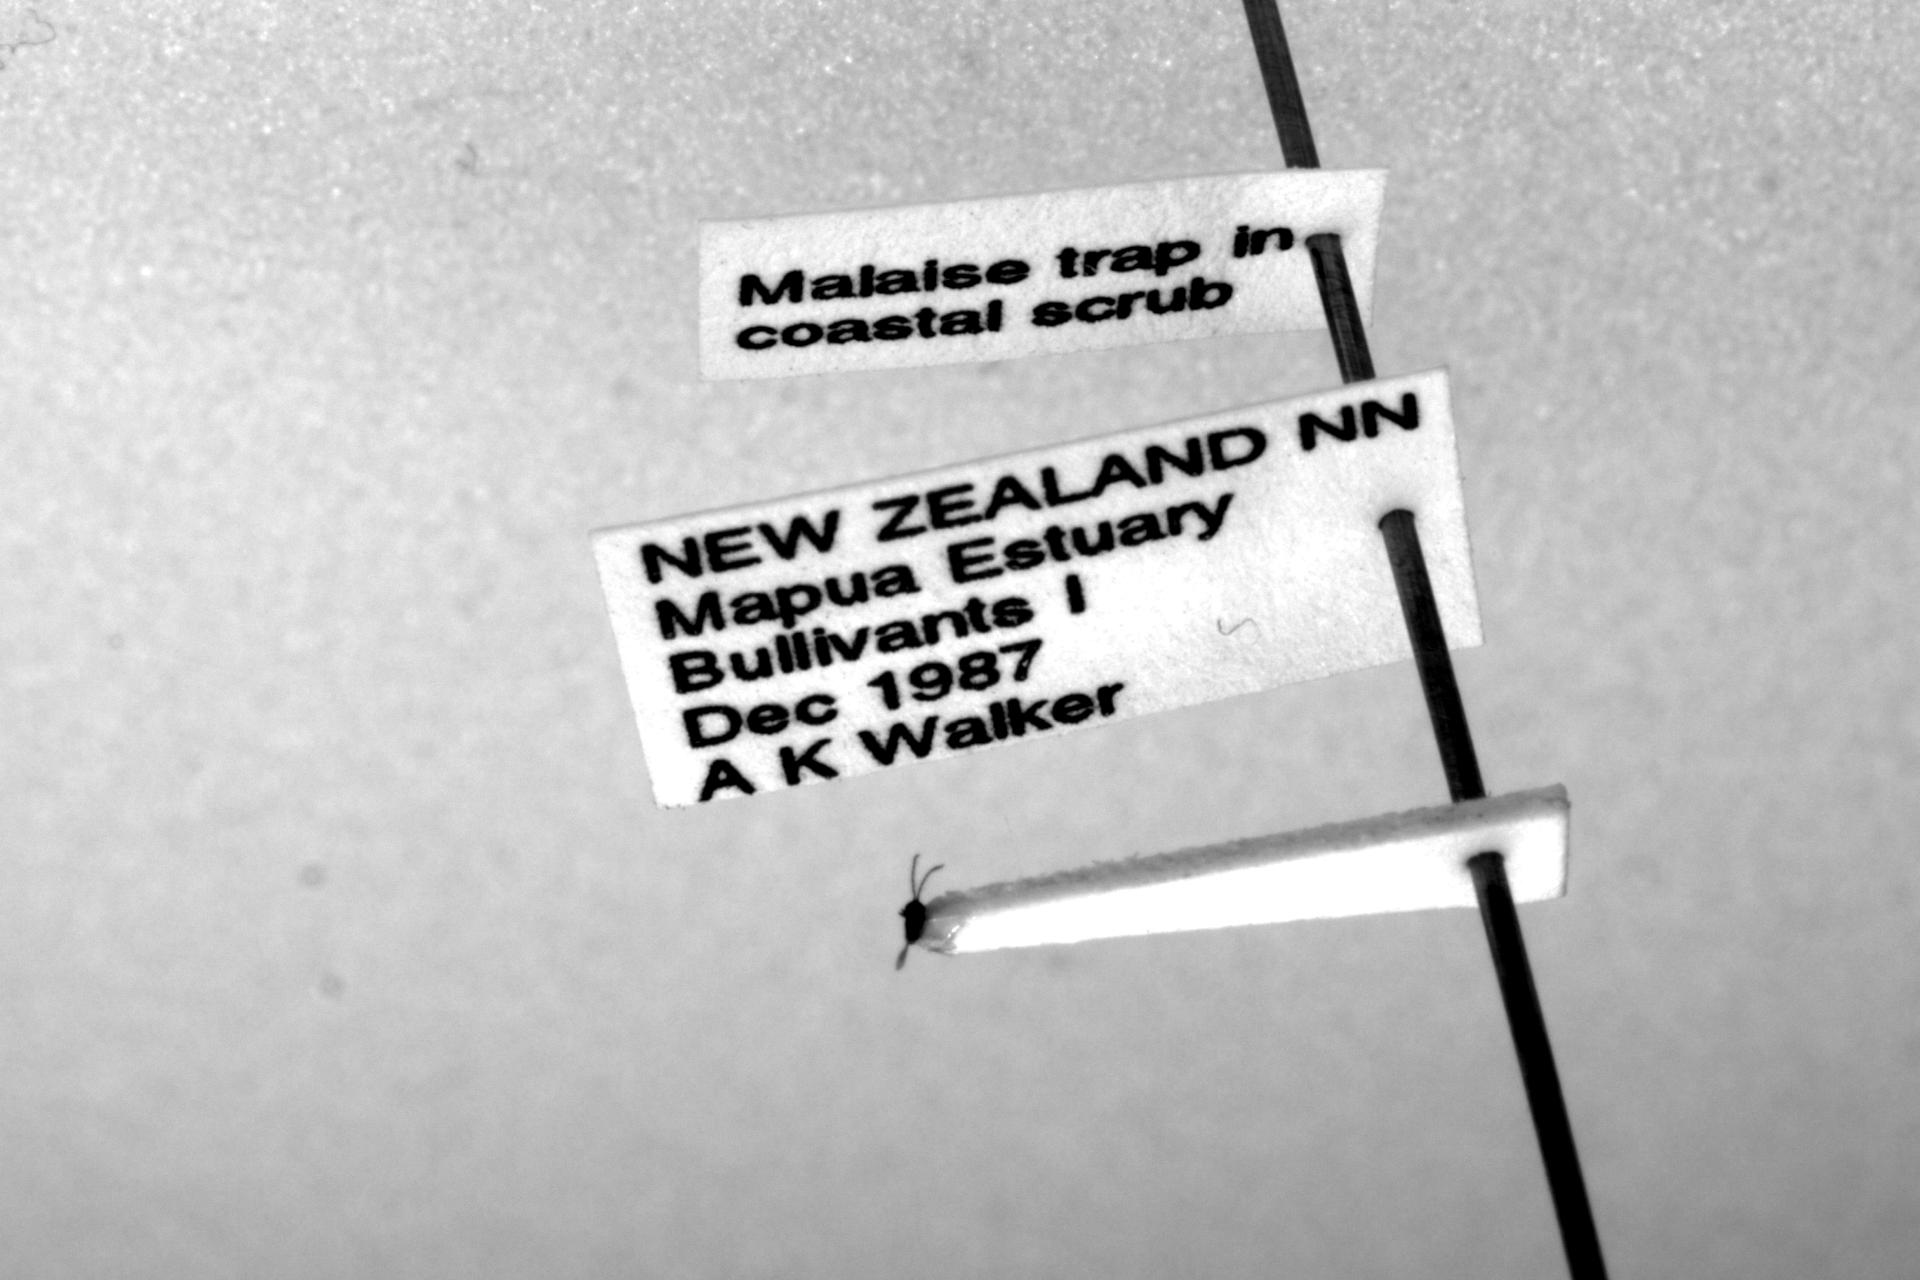 Malaise trap in
coastal scrub
NEW ZEALAND NN
Mapua Estuary
Bullivants I
Dec 1987
A K Walker